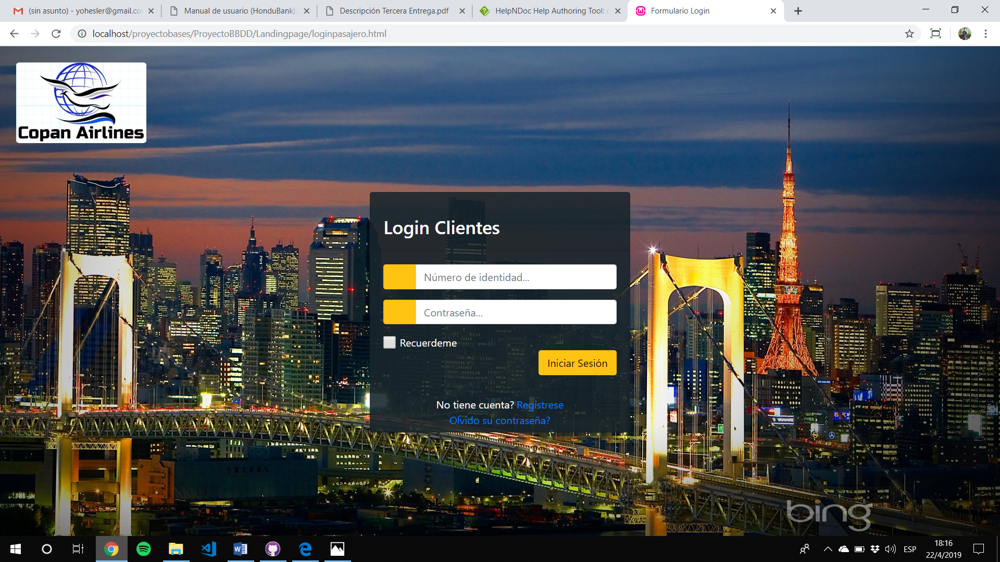 (sin asunto) - yohesler@gmail.co
Manual de usuario (HonduBank).
Descripción Tercera Entrega.pdf
HelpNDoc Help Authoring Tool: c
Formulario Login
localhost/proyectobases/ProyectoBBDD/Landingpage/loginpasajero.html
Copan Airlines
Login Clientes
Número de identidad...
Contraseña...
Recuerdeme
Iniciar Sesión
No tiene cuenta? Registrese
Olvido su contraseña?
YANASE
bing
ESP
18:16
22/4/2019